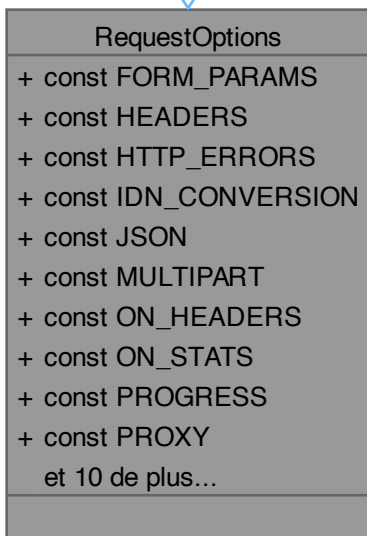 RequestOptions
+ const FORM_PARAMS
+ const HEADERS
+ const HTTP_ERRORS
+ const IDN_CONVERSION
+ const JSON
+ const MULTIPART
+ const ON_HEADERS
+ const ON_STATS
+ const PROGRESS
+ const PROXY
et 10 de plus...